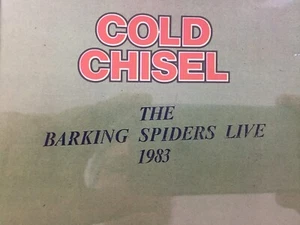 COLD
CHISEL
THE
BARKING SPIDERS LIVE
1983